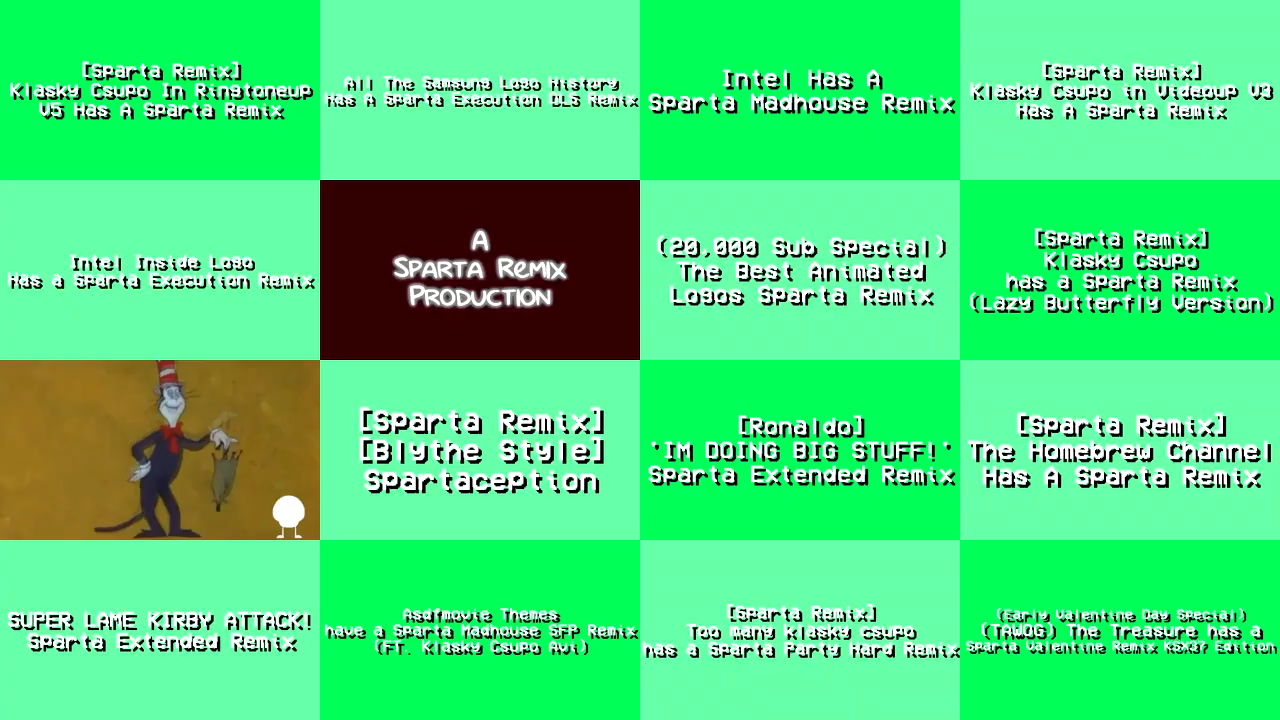 [Sparta Remix]
Klasky Csupo In Ringtoneup
V5 Has A Sparta Remix
All The Samsung Logo History
Has A Sparta Execution DLS Remix
Intel Has A
Sparta Madhouse Remix
[Sparta Remix]
Klasky Csupo in Videoup V3
Has A Sparta Remix
Intel Inside Logo
Has a Sparta Execution Remix
A
SPARTA REMIX
PRODUCTION
(20,000 Sub Special)
The Best Animated
Logos Sparta Remix
[Sparta Remix]
Klasky Csupo
has a Sparta Remix
(Lazy Butterfly Version)
[Sparta Remix]
[Blythe Style]
Spartaception
[Ronaldo]
'IM DOING BIG STUFF!'
Sparta Extended Remix
[Sparta Remix]
The Homebrew Channel
Has A Sparta Remix
SUPER LAME KIRBY ATTACK!
Sparta Extended Remix
Asdfmovie Themes
have a Sparta Madhouse SFP Remix
(FT. Klasky Csupo Avi)
[Sparta Remix]
Too many klasky csupo
has a Sparta Party Hard Remix
(Early Valentine Day Special)
(TAWOG) The Treasure has a
Sparta Valentine Remix KSX37 Edition